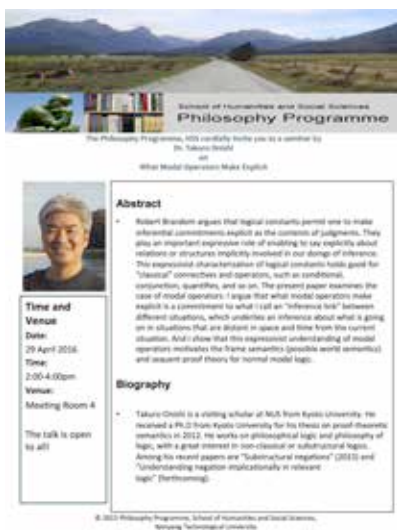 School of Humanities and Social Sciences
Philosophy Programme
The Philosophy Programme, HSS cordially invite you to a seminar by
Dr. Takuro Onishi
on
What Modal Operators Make Explicit
Abstract
• Robert Brandom argues that logical constants permit one to make
inferential commitments explicit as the contents of judgments. They
play an important expressive role of enabling to say explicitly about
relations or structures implicitly involved in our doings of inference.
This expressivist characterization of logical constants holds good for
"classical" connectives and operators, such as conditional,
conjunction, quantifies, and so on. The present paper examines the
case of modal operators: I argue that what modal operators make
explicit is a commitment to what I call an "inference link" between
different situations, which underlies an inference about what is going
on in situations that are distant in space and time from the current
situation. And I show that this expressivist understanding of modal
operators motivates the frame semantics (possible world semantics)
and sequent proof theory for normal modal logic.
Time and
Venue
Date:
29 April 2016
Time:
2:00-4:00pm
Venue:
Meeting Room 4
The talk is open
to all!
Biography
• Takuro Onishi is a visiting scholar at NUS from Kyoto University. He
received a Ph.D from Kyoto University for his thesis on proof-theoretic
semantics in 2012. He works on philosophical logic and philosophy of
logic, with a great interest in non-classical or substructural logics.
Among his recent papers are "Substructural negations" (2015) and
"Understanding negation implicationally in relevant
logic" (forthcoming).
© 2015 Philosophy Programme, School of Humanities and Social Sciences,
Nanyang Technological University.